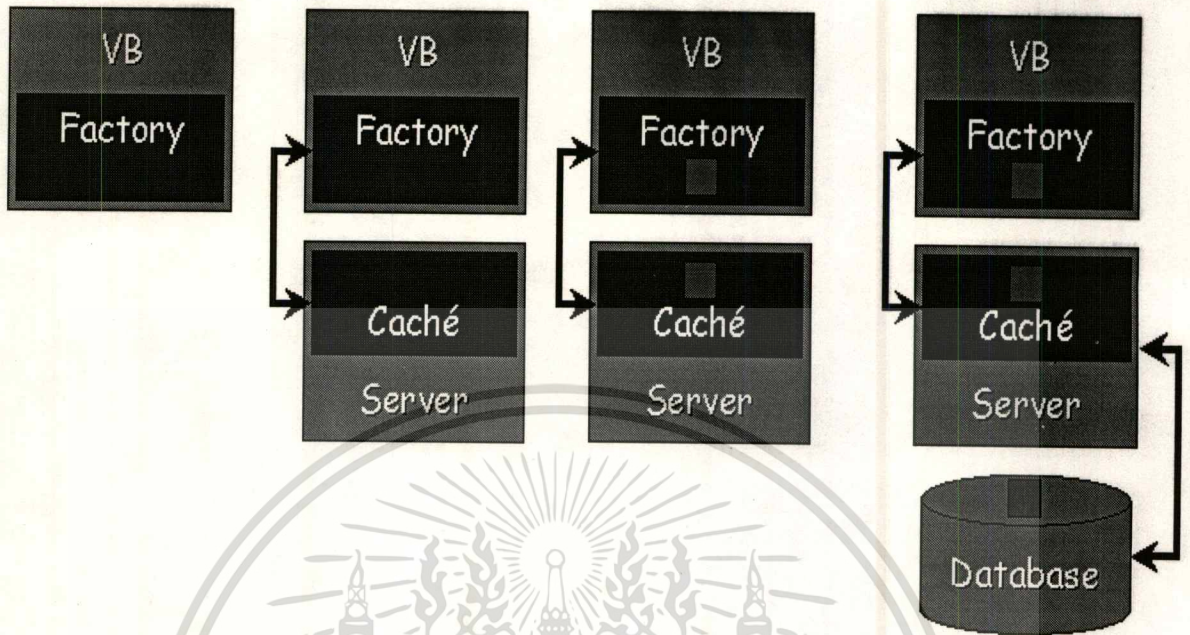 VB
Factory
VB
Factory
Caché
Server
VB
Factory
Caché
Server
VB
Factory
Caché
Server
Database